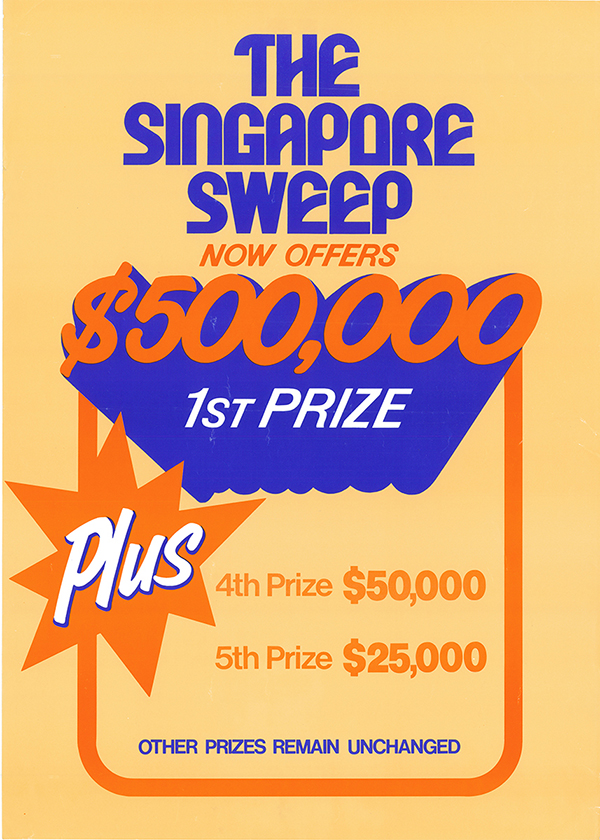 THE
SINGAPORE
SWEEP
NOW OFFERS
$500,000
1ST PRIZE
Plus
4th Prize $50,000
5th Prize $25,000
OTHER PRIZES REMAIN UNCHANGED